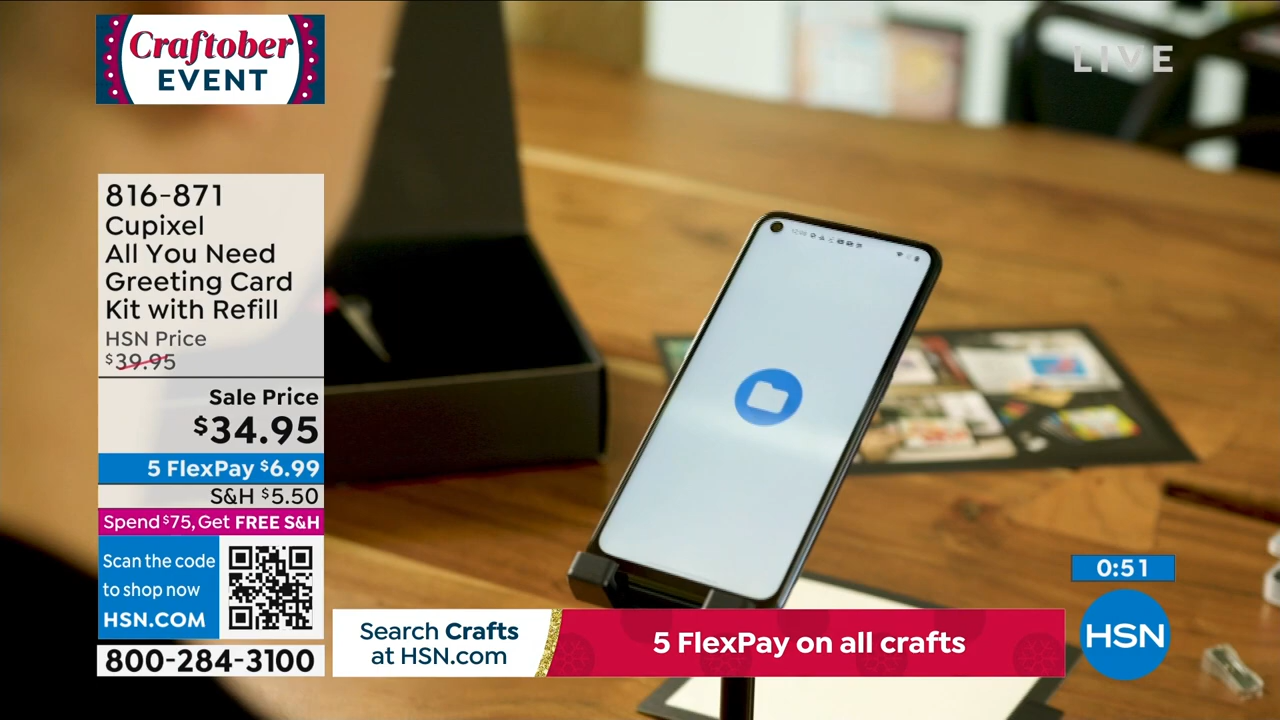 Craftober
EVENT
LIVE
816-871
Cupixel
All You Need
Greeting Card
Kit with Refill
HSN Price
$39.95
Sale Price
$34.95
5 FlexPay $6.99
S&H $5.50
Spend $75, Get FREE S&H
Scan the code
to shop now
HSN.COM
800-284-3100
Search Crafts
at HSN.com
5 FlexPay on all crafts
0:51
HSN